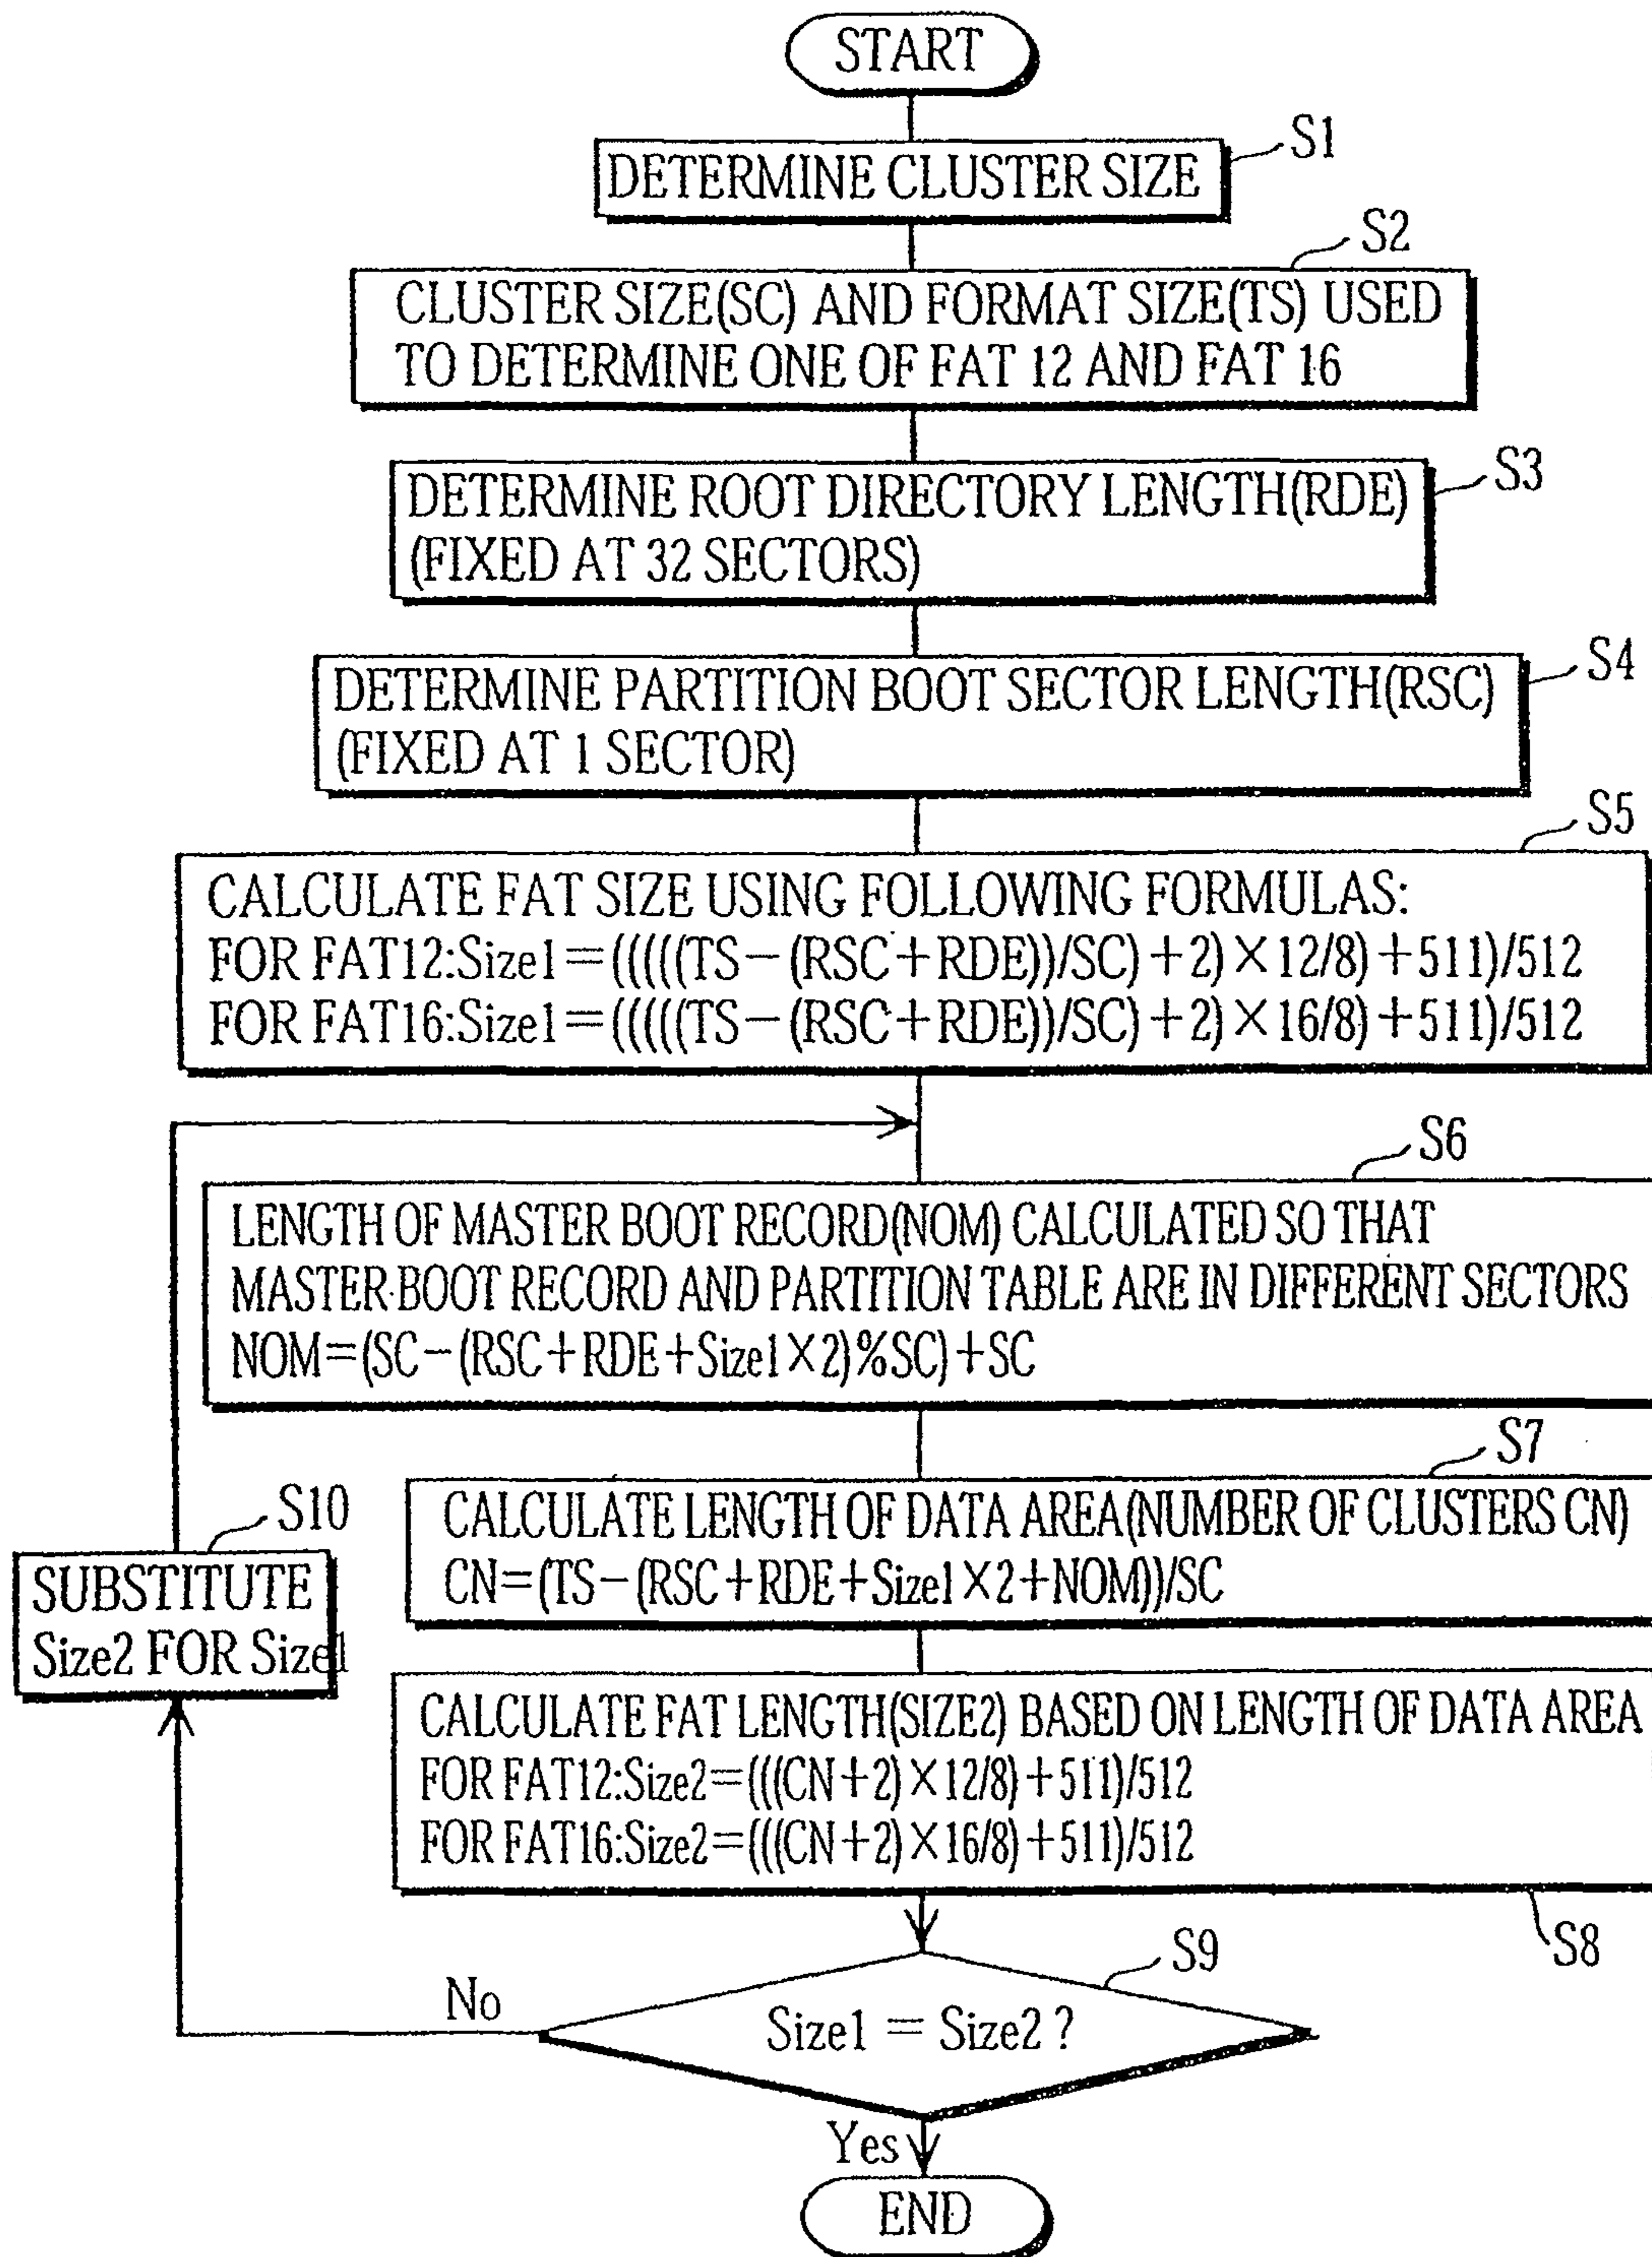 START
DETERMINE CLUSTER SIZE
S1
CLUSTER SIZE(SC) AND FORMAT SIZE(TS) USED
TO DETERMINE ONE OF FAT 12 AND FAT 16
S2
DETERMINE ROOT DIRECTORY LENGTH(RDE)
(FIXED AT 32 SECTORS)
S3
DETERMINE PARTITION BOOT SECTOR LENGTH(RSC)
(FIXED AT 1 SECTOR)
S4
S5
CALCULATE FAT SIZE USING FOLLOWING FORMULAS:
FOR FAT12:Size1=(((((TS-(RSC+RDE))/SC)+2)×12/8)+511)/512
FOR FAT16:Size1=(((((TS-(RSC+RDE))/SC)+2)×16/8)+511)/512
S6
LENGTH OF MASTER BOOT RECORD(NOM) CALCULATED SO THAT
MASTER BOOT RECORD AND PARTITION TABLE ARE IN DIFFERENT SECTORS
NOM=(SC-(RSC+RDE+Size1×2)%SC)+SC
S7
CALCULATE LENGTH OF DATA AREA(NUMBER OF CLUSTERS CN)
CN=(TS-(RSC+RDE+Size1×2+NOM))/SC
S10
SUBSTITUTE
Size2 FOR Size1
CALCULATE FAT LENGTH(SIZE2) BASED ON LENGTH OF DATA AREA
FOR FAT12:Size2=(((CN+2)×12/8)+511)/512
FOR FAT16:Size2=(((CN+2)×16/8)+511)/512
S8
S9
Size1 = Size2 ?
No
Yes
END